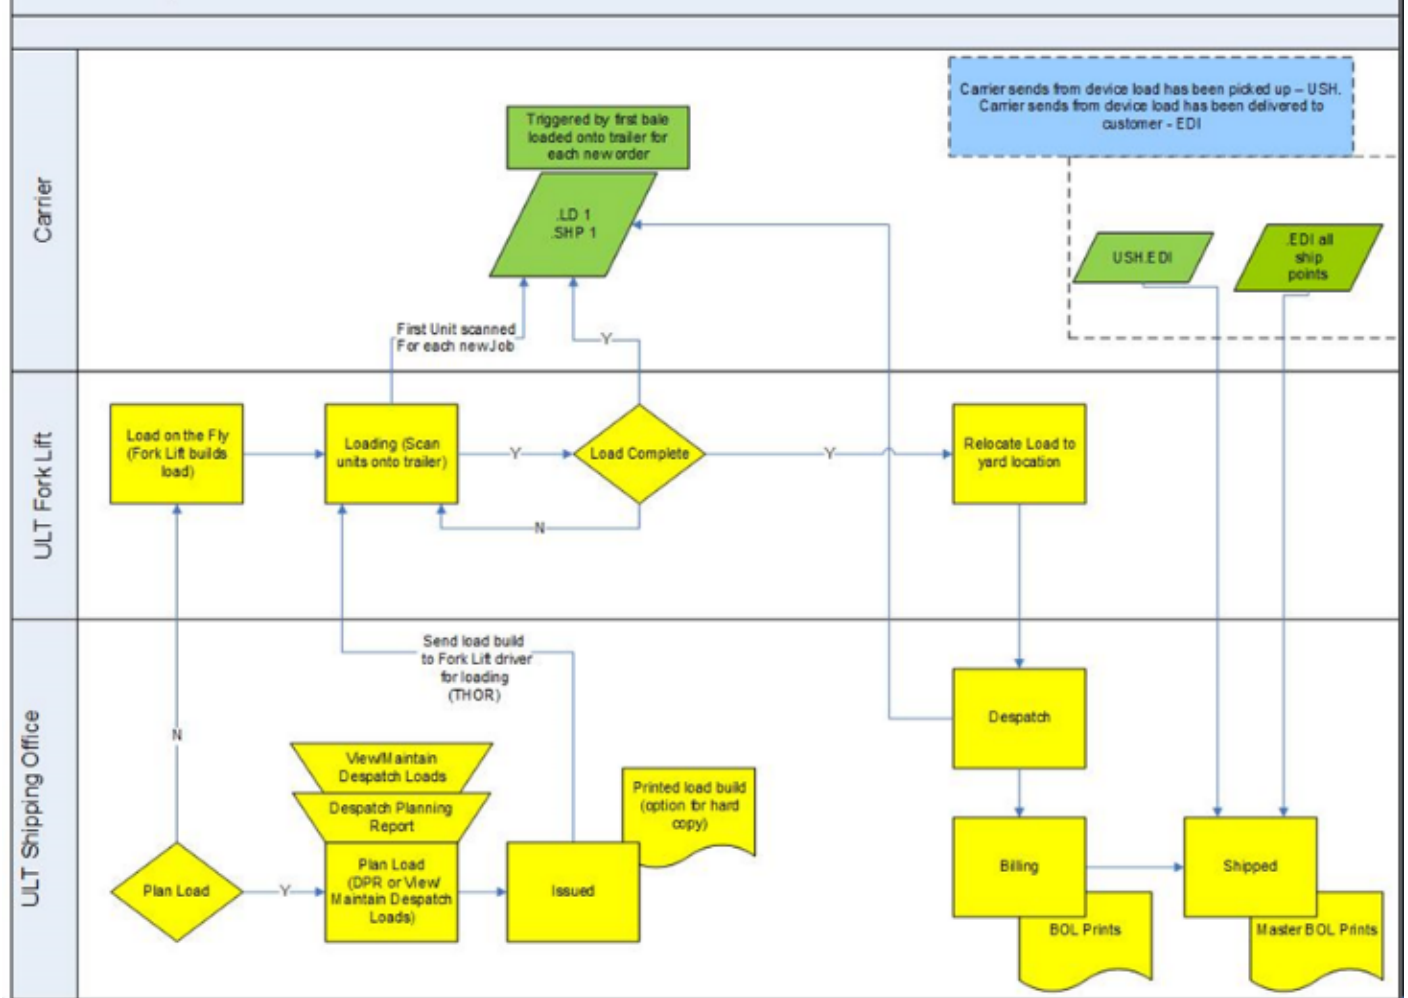 Carrier
Triggered by first bale
loaded onto trailer for
each new order
.LD 1
.SHP 1
Carrier sends from device load has been picked up – USH.
Carrier sends from device load has been delivered to
customer - EDI
USH.EDI
.EDI all
ship
points
First Unit scanned
For each new Job
Y
ULT Fork Lift
Load on the Fly
(Fork Lift builds
load)
Loading (Scan
units onto trailer)
Y
Load Complete
Y
Relocate Load to
yard location
N
ULT Shipping Office
Send load build
to Fork Lift driver
for loading
(THOR)
N
View/Maintain
Despatch Loads
Despatch Planning
Report
Plan Load
Y
Plan Load
(DPR or View/
Maintain Despatch
Loads)
Issued
Printed load build
(option for hard
copy)
Despatch
Billing
BOL Prints
Shipped
Master BOL Prints